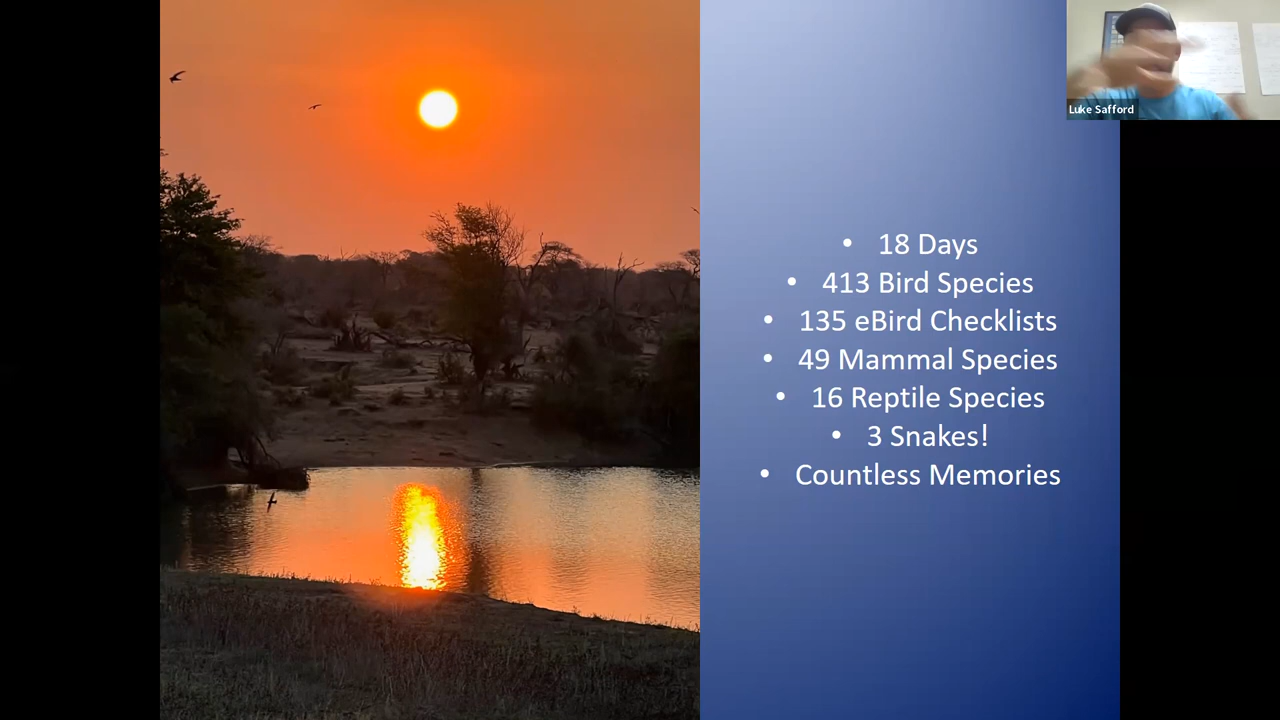 Luke Safford
• 18 Days
• 413 Bird Species
• 135 eBird Checklists
• 49 Mammal Species
• 16 Reptile Species
• 3 Snakes!
• Countless Memories